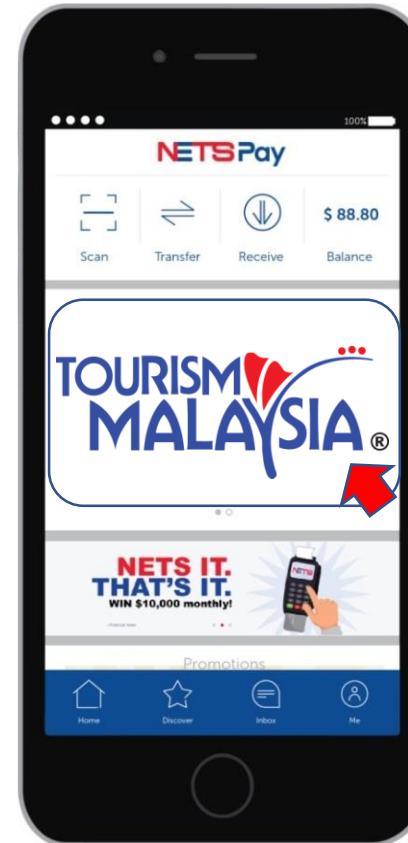 100%
NETSPay
$ 88.80
Scan Transfer Receive Balance
TOURISM
MALAYSIA ®
NETS IT.
THAT'S IT.
WIN $10,000 monthly!
NETS
Promotions
Home Discover Inbox Me